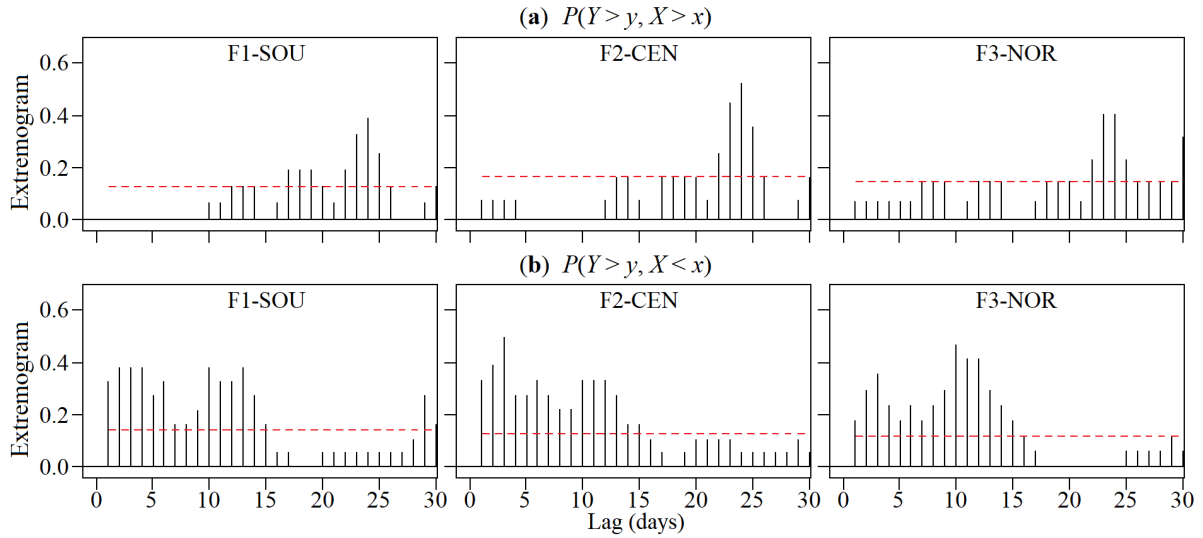 (a) P(Y > y, X > x)
F1-SOU F2-CEN F3-NOR
Extremogram
0.6
0.4
0.2
0.0
(b) P(Y > y, X < x)
F1-SOU F2-CEN F3-NOR
Extremogram
0.6
0.4
0.2
0.0
0 5 10 15 20 25 30 0 5 10 15 20 25 30 0 5 10 15 20 25 30
Lag (days)